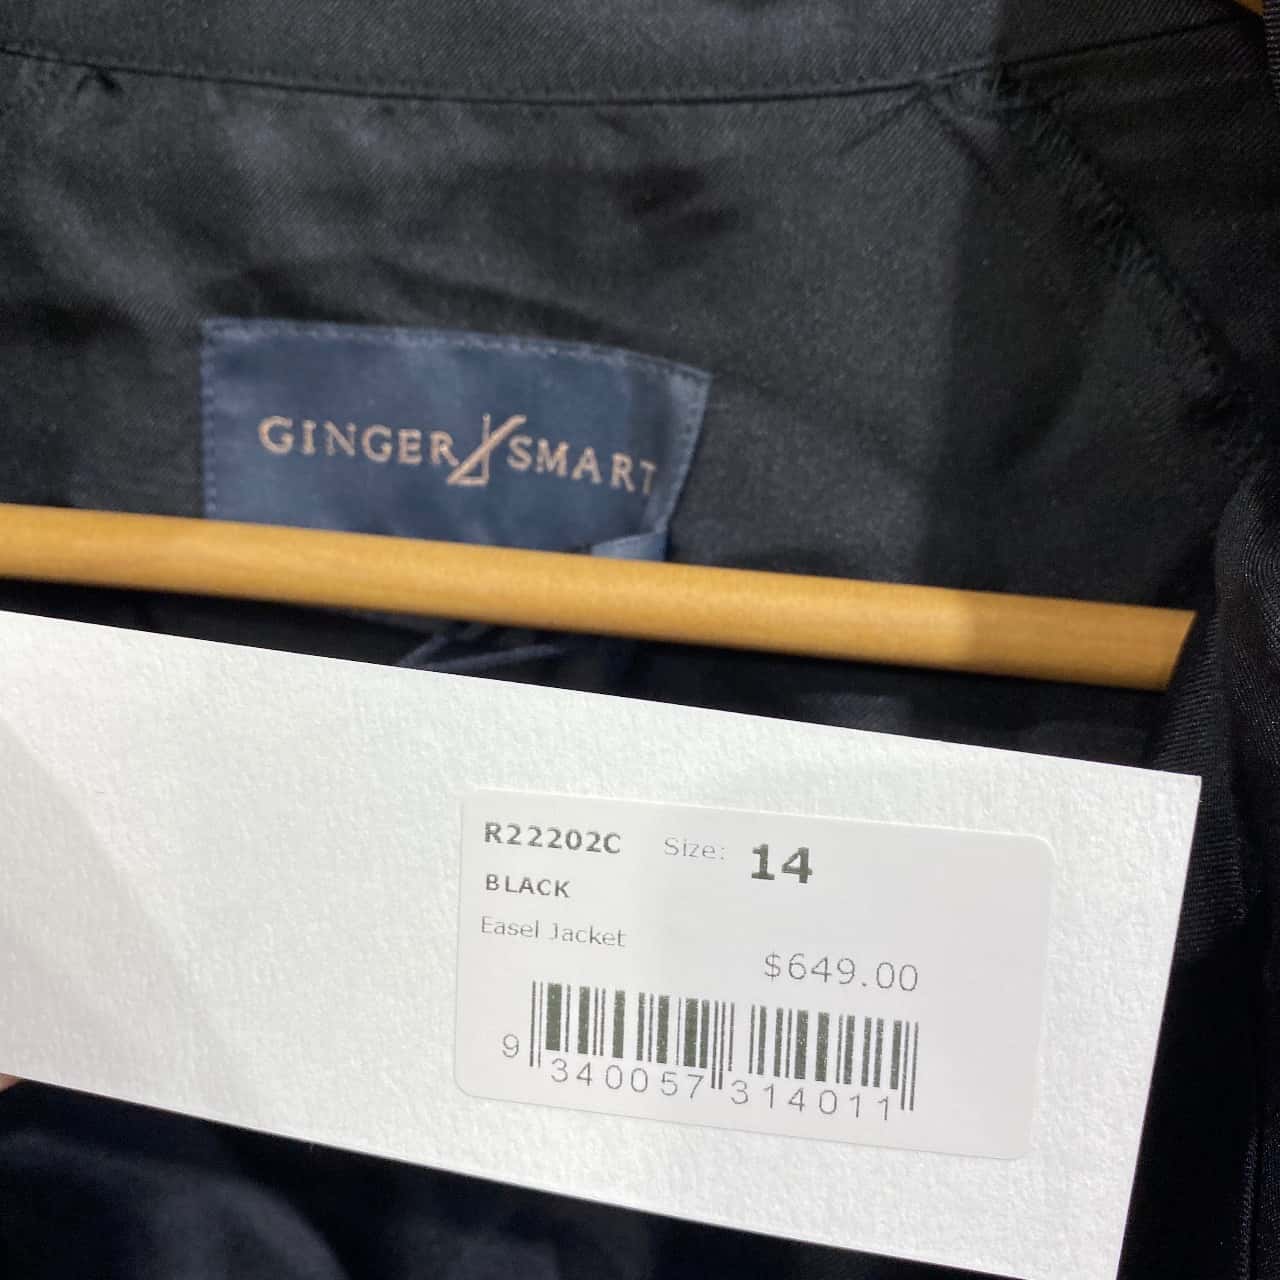 GINGER SMART
R22202C Size: 14
BLACK
Easel Jacket
$649.00
9 340057 314011